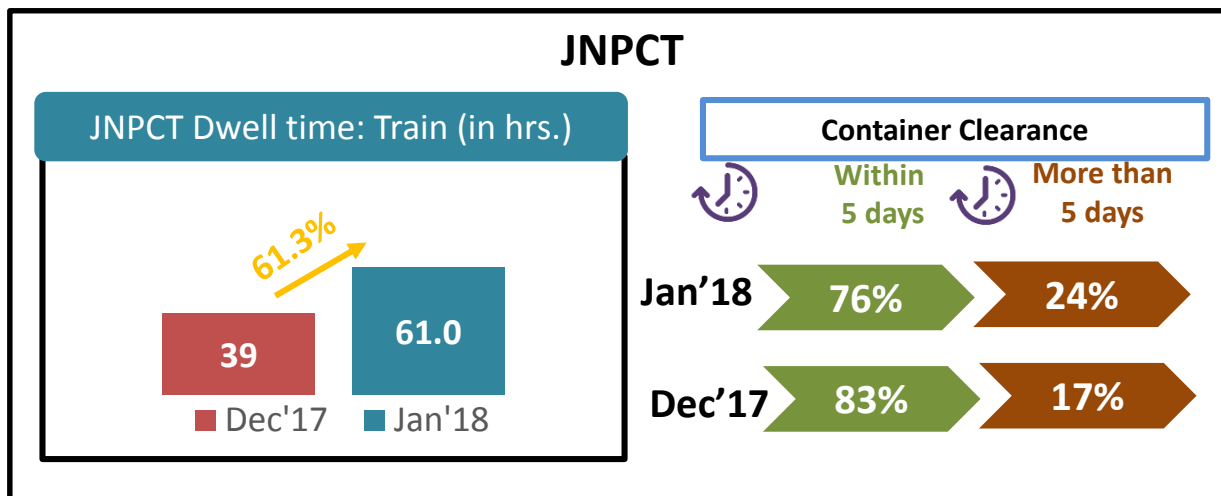 JNPCT
JNPCT Dwell time: Train (in hrs.)
61.3%
39
61.0
Dec'17 Jan'18
Container Clearance
Within
5 days
More than
5 days
Jan’18 76% 24%
Dec’17 83% 17%